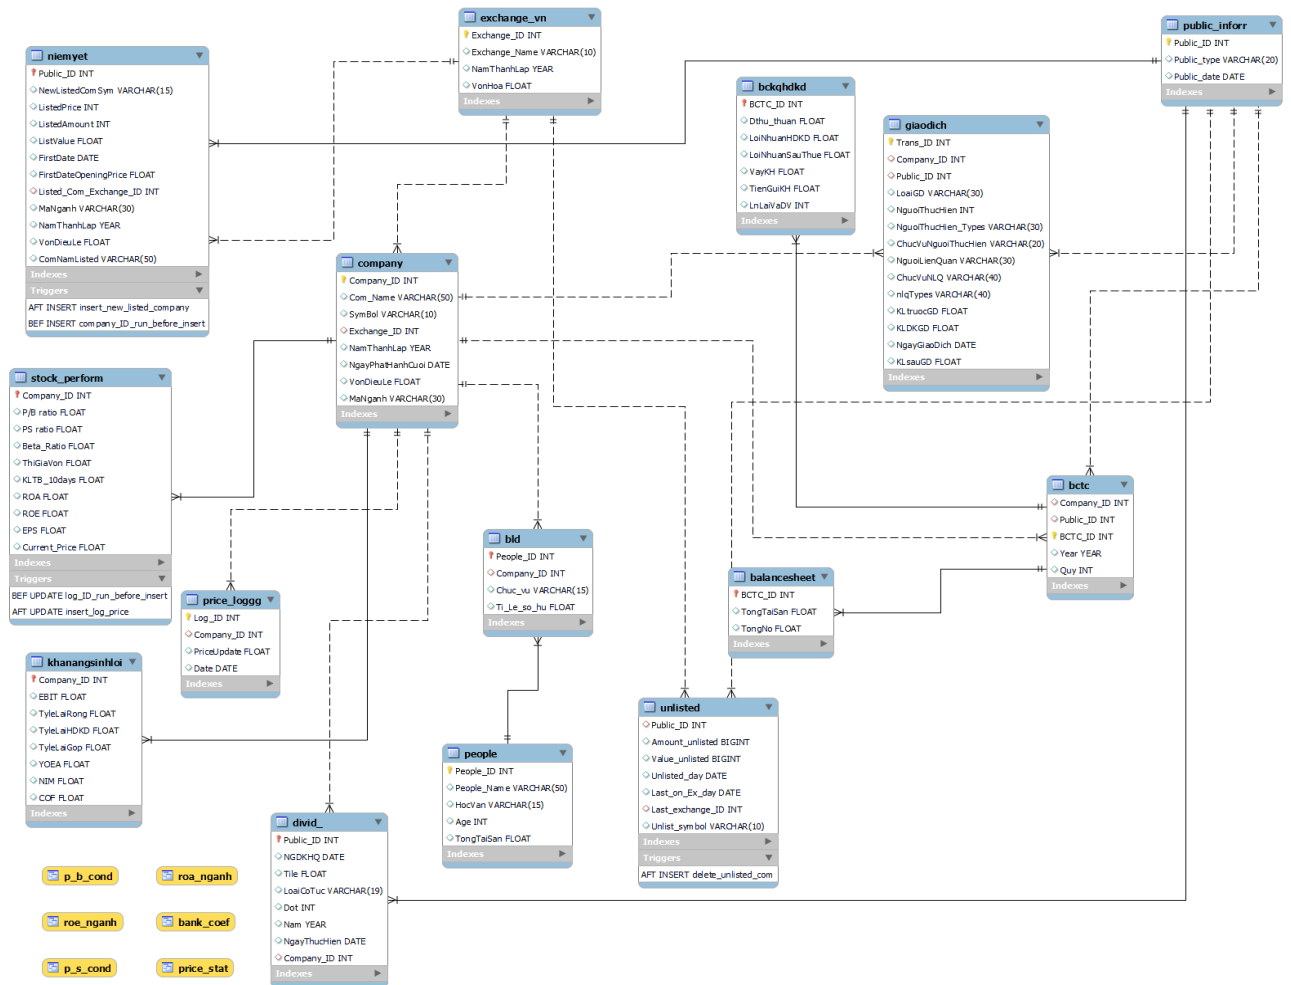 exchange_vn
Exchange_ID INT
Exchange_Name VARCHAR(10)
NamThanhLap YEAR
VonHoa FLOAT
Indexes
public_inforr
Public_ID INT
Public_type VARCHAR(20)
Public_date DATE
Indexes
niemyet
Public_ID INT
NewListedComSym VARCHAR(15)
ListedPrice INT
ListedAmount INT
ListValue FLOAT
FirstDate DATE
FirstDateOpeningPrice FLOAT
Listed_Com_Exchange_ID INT
MaNganh VARCHAR(30)
NamThanhLap YEAR
VonDieuLe FLOAT
ComNamListed VARCHAR(50)
Indexes
Triggers
AFT INSERT insert_new_listed_company
BEF INSERT company_ID_run_before_insert
bckqhdkd
BCTC_ID INT
Dthu_thuan FLOAT
LoiNhuanHDKD FLOAT
LoiNhuanSauThue FLOAT
VayKH FLOAT
TienGuiKH FLOAT
LnLaiVaDV INT
Indexes
giaodich
Trans_ID INT
Company_ID INT
Public_ID INT
LoaiGD VARCHAR(30)
NguoiThucHien INT
NguoiThucHien_Types VARCHAR(30)
ChucVuNguoiThucHien VARCHAR(20)
NguoiLienQuan VARCHAR(30)
ChucVuNLQ VARCHAR(40)
nlqTypes VARCHAR(40)
KLtruocGD FLOAT
KLDKGD FLOAT
NgayGiaoDich DATE
KLsauGD FLOAT
Indexes
company
Company_ID INT
Com_Name VARCHAR(50)
SymBol VARCHAR(10)
Exchange_ID INT
NamThanhLap YEAR
NgayPhatHanhCuoi DATE
VonDieuLe FLOAT
MaNganh VARCHAR(30)
Indexes
stock_perform
Company_ID INT
P/B ratio FLOAT
PS ratio FLOAT
Beta_Ratio FLOAT
ThiGiaVon FLOAT
KLTB_10days FLOAT
ROA FLOAT
ROE FLOAT
EPS FLOAT
Current_Price FLOAT
Indexes
Triggers
BEF UPDATE log_ID_run_before_insert
AFT UPDATE insert_log_price
bctc
Company_ID INT
Public_ID INT
BCTC_ID INT
Year YEAR
Quy INT
Indexes
bld
People_ID INT
Company_ID INT
Chuc_vu VARCHAR(15)
Ti_Le_so_hu FLOAT
Indexes
balancesheet
BCTC_ID INT
TongTaiSan FLOAT
TongNo FLOAT
Indexes
price_loggg
Log_ID INT
Company_ID INT
PriceUpdate FLOAT
Date DATE
Indexes
khanangsinhloi
Company_ID INT
EBIT FLOAT
TyleLaiRong FLOAT
TyleLaiHDKD FLOAT
TyleLaiGop FLOAT
YOEA FLOAT
NIM FLOAT
COF FLOAT
Indexes
unlisted
Public_ID INT
Amount_unlisted BIGINT
Value_unlisted BIGINT
Unlisted_day DATE
Last_on_Ex_day DATE
Last_exchange_ID INT
Unlist_symbol VARCHAR(10)
Indexes
Triggers
AFT INSERT delete_unlisted_com
people
People_ID INT
People_Name VARCHAR(50)
HocVan VARCHAR(15)
Age INT
TongTaiSan FLOAT
Indexes
divid_
Public_ID INT
NGDKHQ DATE
Tile FLOAT
LoaiCoTuc VARCHAR(19)
Dot INT
Nam YEAR
NgayThucHien DATE
Company_ID INT
Indexes
p_b_cond
roa_nganh
roe_nganh
bank_coef
p_s_cond
price_stat